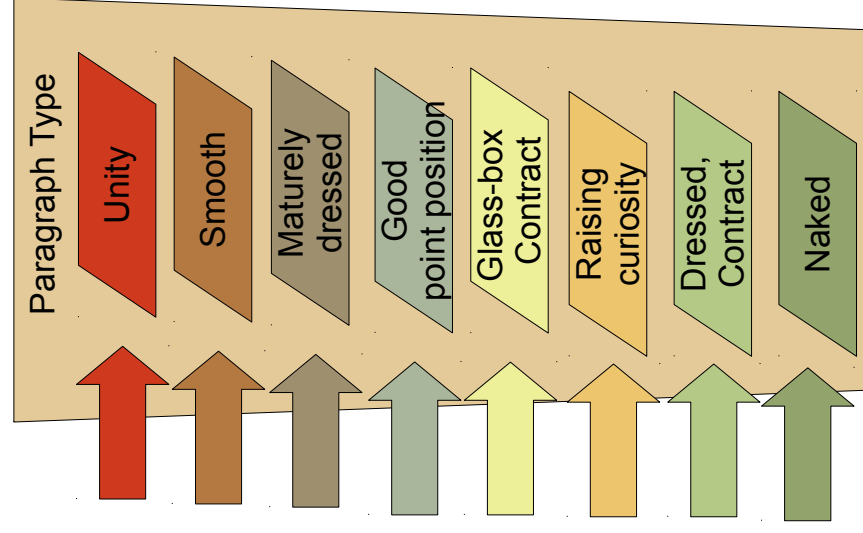 Paragraph Type
Unity
Smooth
Maturely
dressed
Good
point position
Glass-box
Contract
Raising
curiosity
Dressed,
Contract
Naked